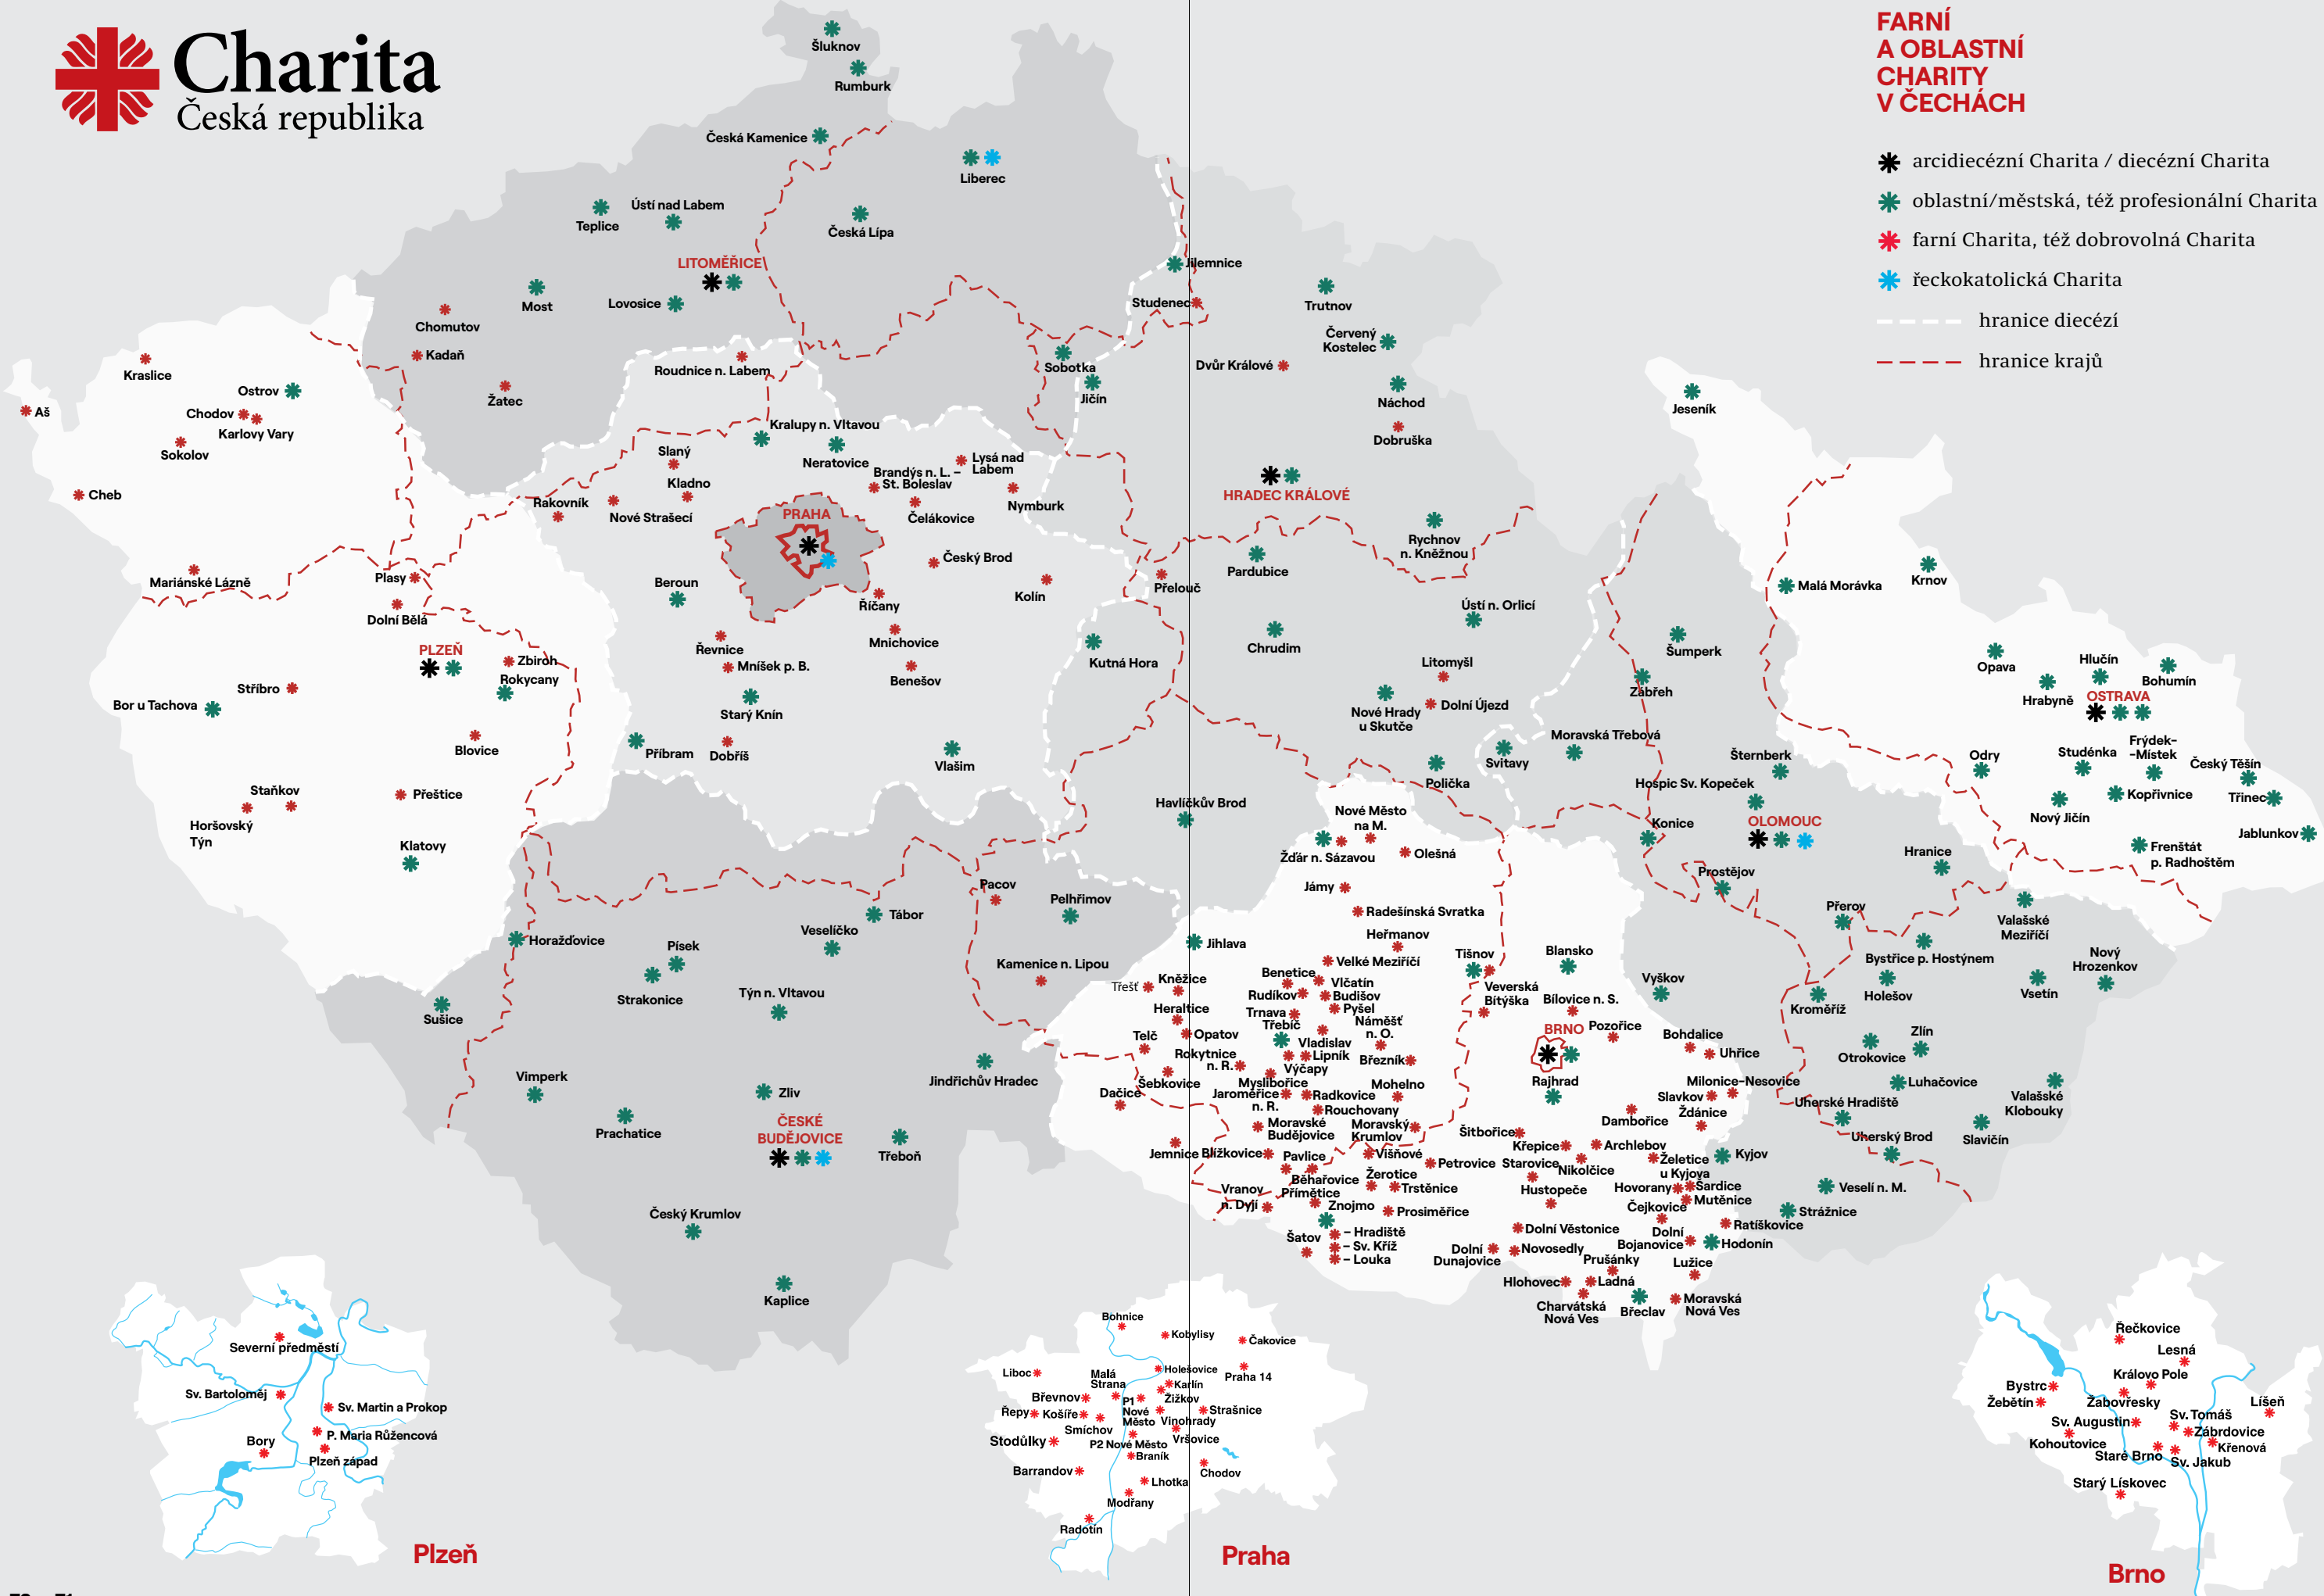 Charita
Česká republika
FARNÍ
A OBLASTNÍ
CHARITY
V ČECHÁCH
arcidiecézní Charita / diecézní Charita
oblastní/městská, též profesionální Charita
farní Charita, též dobrovolná Charita
řeckokatolická Charita
hranice diecézí
hranice krajů
Šluknov
Rumburk
Česká Kamenice
Liberec
Teplice
Ústí nad Labem
Česká Lípa
LITOMĚŘICE
Most
Lovosice
Chomutov
Kadaň
Žatec
Roudnice n. Labem
Jilemnice
Studenec
Trutnov
Červený
Kostelec
Dvůr Králové
Sobotka
Jičín
Náchod
Dobruška
HRADEC KRÁLOVÉ
Rychnov
n. Kněžnou
Kraslice
Ostrov
Aš
Chodov
Karlovy Vary
Sokolov
Cheb
Mariánské Lázně
Plasy
Dolní Bělá
PLZEŇ
Zbiroh
Rokycany
Stříbro
Bor u Tachova
Blovice
Staňkov
Horšovský
Týn
Přeštice
Klatovy
Kralupy n. Vltavou
Neratovice
Slaný
Kladno
Rakovník
Nové Strašecí
Brandýs n. L. –
St. Boleslav
Lysá nad
Labem
Čelákovice
Nymburk
PRAHA
Český Brod
Kolín
Beroun
Říčany
Mnichovice
Řevnice
Mníšek p. B.
Benešov
Starý Knín
Příbram
Dobříš
Vlašim
Kutná Hora
Přelouč
Pardubice
Chrudim
Ústí n. Orlicí
Litomyšl
Dolní Újezd
Nové Hrady
u Skutče
Polička
Svitavy
Moravská Třebová
Jeseník
Malá Morávka
Krnov
Šumperk
Zábřeh
Opava
Hlučín
Hrabyně
Bohumín
OSTRAVA
Frýdek-
-Místek
Studénka
Odry
Český Těšín
Kopřivnice
Třinec
Nový Jičín
Jablunkov
Frenštát
p. Radhoštěm
Šternberk
Hospic Sv. Kopeček
OLOMOUC
Konice
Prostějov
Hranice
Přerov
Valašské
Meziříčí
Bystřice p. Hostýnem
Nový
Hrozenkov
Holešov
Vsetín
Kroměříž
Zlín
Otrokovice
Luhačovice
Valašské
Klobouky
Uherské Hradiště
Uherský Brod
Slavičín
Veselí n. M.
Strážnice
Kyjov
Havlíčkův Brod
Pacov
Pelhřimov
Kamenice n. Lipou
Jihlava
Horažďovice
Písek
Strakonice
Veselíčko
Tábor
Týn n. Vltavou
Sušice
Vimperk
Prachatice
Zliv
Jindřichův Hradec
ČESKÉ
BUDĚJOVICE
Třeboň
Český Krumlov
Kaplice
Nové Město
na M.
Žďár n. Sázavou
Olešná
Jámy
Radešínská Svratka
Heřmanov
Velké Meziříčí
Benetice
Vlčatín
Rudíkov
Budišov
Trnava
Pyšel
Třebíč
Náměšť
n. O.
Vladislav
Lipník
Březník
Výčapy
Třešť
Kněžice
Heraltice
Telč
Opatov
Rokytnice
n. R.
Šebkovice
Dačice
Myslibořice
Jaroměřice
n. R.
Radkovice
Mohelno
Rouchovany
Moravské
Budějovice
Moravský
Krumlov
Jemnice
Blížkovice
Pavlice
Višňové
Běhařovice
Žerotice
Petrovice
Trstěnice
Přímětice
Vranov
n. Dyjí
Znojmo
Prosiměřice
– Hradiště
– Sv. Kříž
– Louka
Šatov
Tišnov
Blansko
Vyškov
Veverská
Bítýška
Bílovice n. S.
BRNO
Pozořice
Bohdalice
Uhřice
Rajhrad
Milonice-Nesovice
Slavkov
Ždánice
Dambořice
Šitbořice
Křepice
Archlebov
Nikolčice
Želetice
u Kyjova
Starovice
Hustopeče
Hovorany
Šardice
Mutěnice
Čejkovice
Ratíškovice
Dolní
Bojanovice
Hodonín
Dolní Věstonice
Dolní
Dunajovice
Novosedly
Prušánky
Lužice
Hlohovec
Ladná
Charvátská
Nová Ves
Břeclav
Moravská
Nová Ves
Severní předměstí
Sv. Bartoloměj
Sv. Martin a Prokop
P. Maria Růžencová
Bory
Plzeň západ
Plzeň
Bohnice
Kobylisy
Čakovice
Liboc
Malá
Strana
Holešovice
Praha 14
Karlín
Břevnov
Žižkov
P1
Nové
Město
Řepy
Košíře
Strašnice
Smíchov
Vinohrady
Stodůlky
P2 Nové Město
Vršovice
Braník
Barrandov
Chodov
Lhotka
Modřany
Radotín
Praha
Řečkovice
Lesná
Královo Pole
Bystrc
Žebětín
Žabovřesky
Líšeň
Sv. Augustin
Sv. Tomáš
Zábrdovice
Kohoutovice
Křenová
Staré Brno
Sv. Jakub
Starý Lískovec
Brno